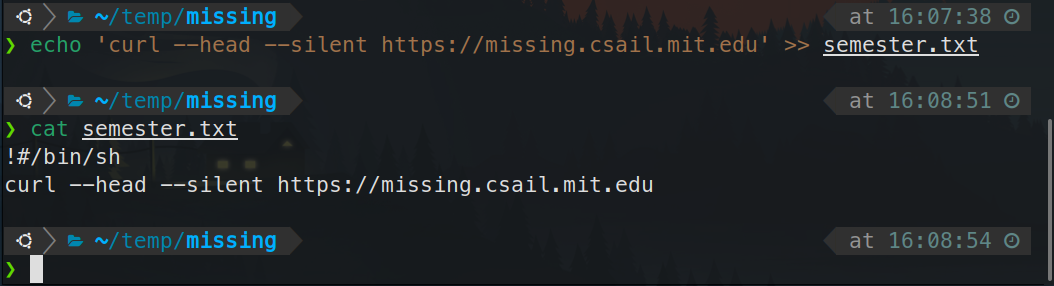 ~/temp/missing at 16:07:38
❯ echo 'curl --head --silent https://missing.csail.mit.edu' >> semester.txt
~/temp/missing at 16:08:51
❯ cat semester.txt
!#/bin/sh
curl --head --silent https://missing.csail.mit.edu
~/temp/missing at 16:08:54
❯